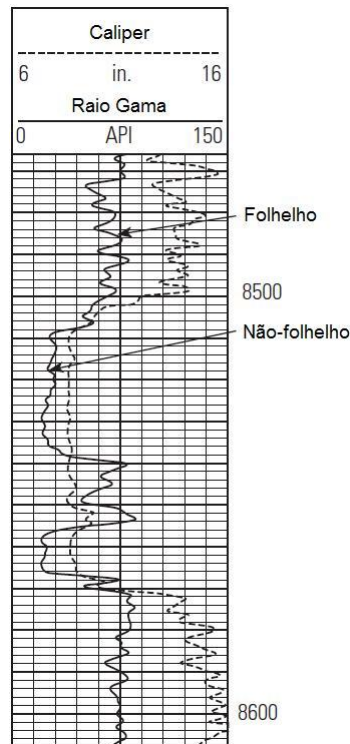 Caliper
6 in. 16
Raio Gama
0 API 150
Folhelho
8500
Não-folhelho
8600